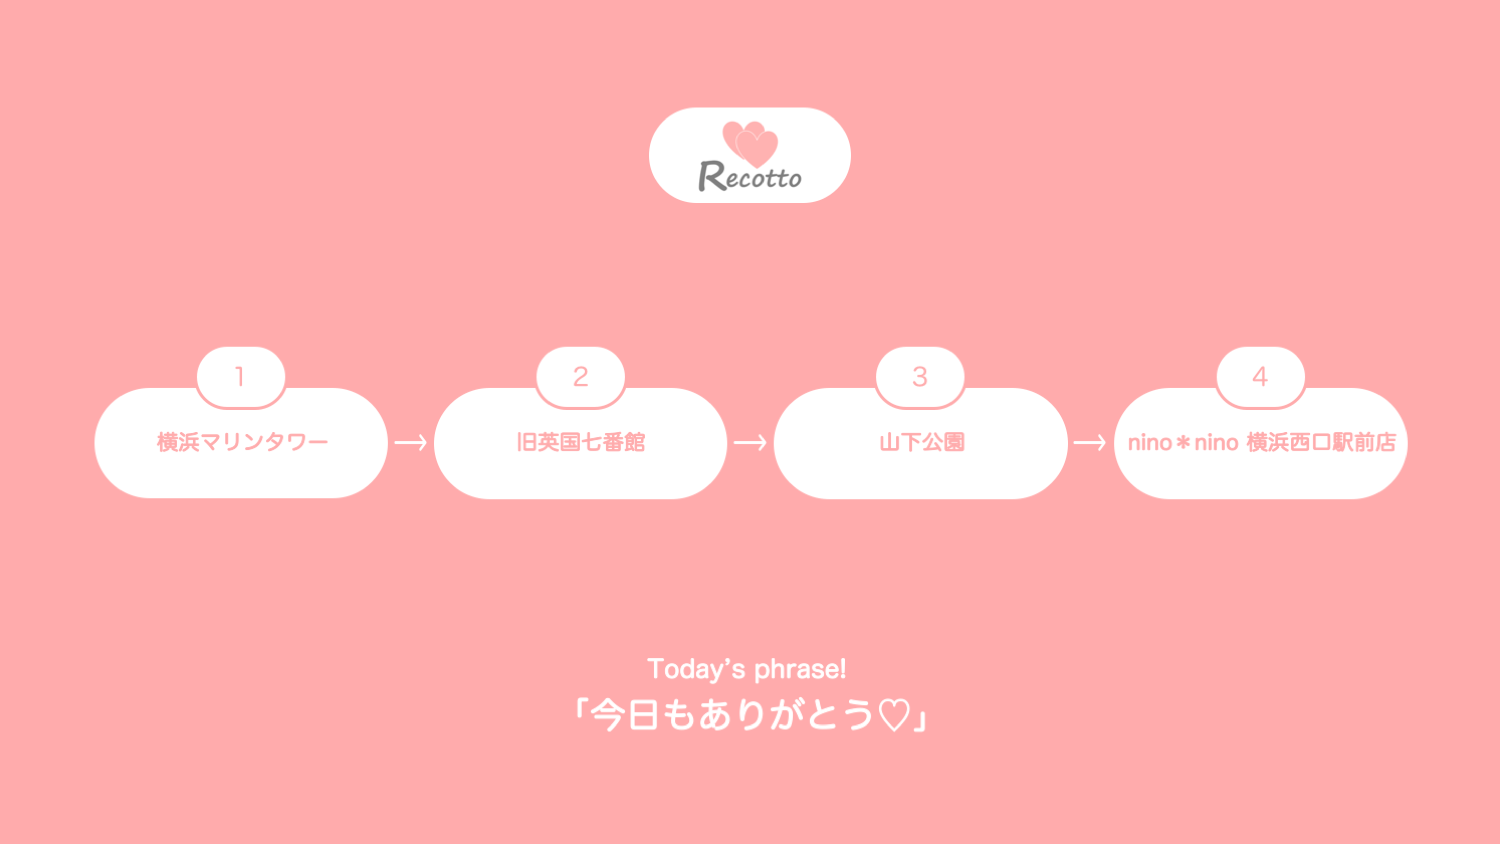 Recotto
1
横浜マリンタワー
→
2
旧英国七番館
→
3
山下公園
→
4
nino＊nino 横浜西口駅前店
Today's phrase!
「今日もありがとう♡」